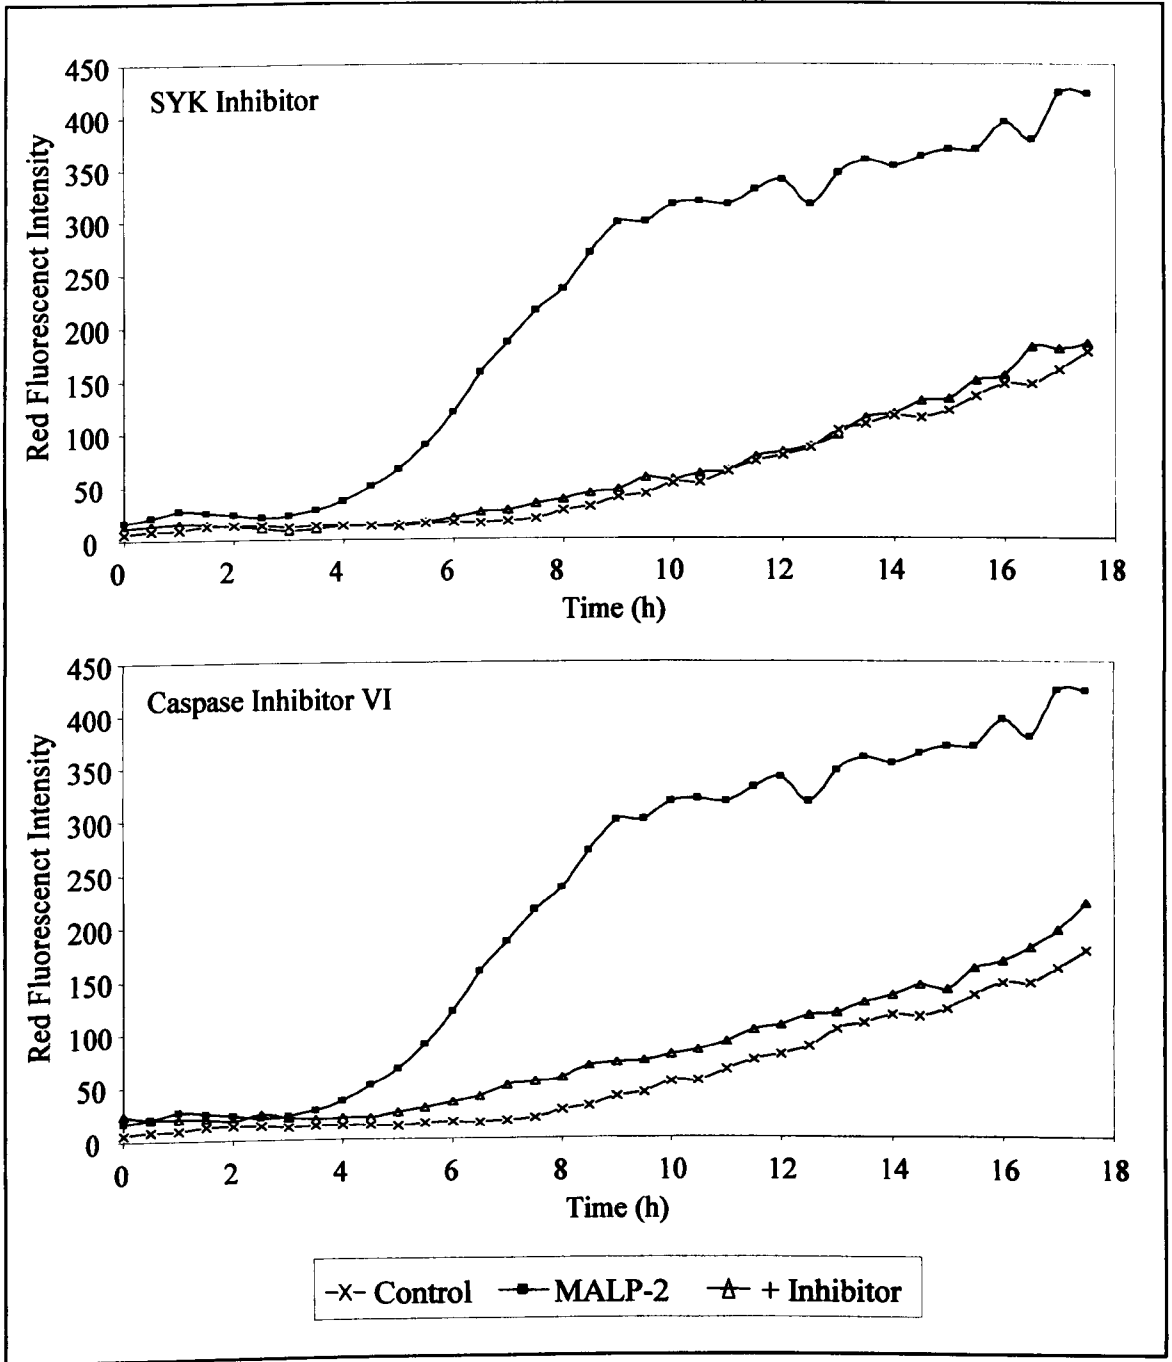 450
SYK Inhibitor
400
350
300
250
200
150
100
50
0
Red Fluorescenct Intensity
0 2 4 6 8 10 12 14 16 18
Time (h)
450
Caspase Inhibitor VI
400
350
300
250
200
150
100
50
0
Red Fluorescenct Intensity
0 2 4 6 8 10 12 14 16 18
Time (h)
Control MALP-2 + Inhibitor